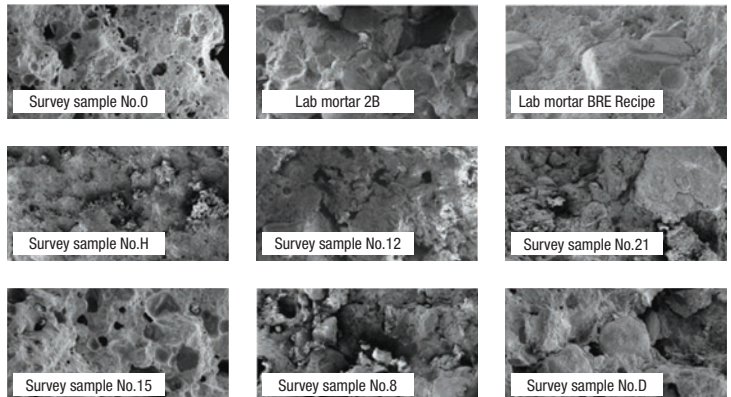 Survey sample No.0
Lab mortar 2B
Lab mortar BRE Recipe
Survey sample No.H
Survey sample No.12
Survey sample No.21
Survey sample No.15
Survey sample No.8
Survey sample No.D